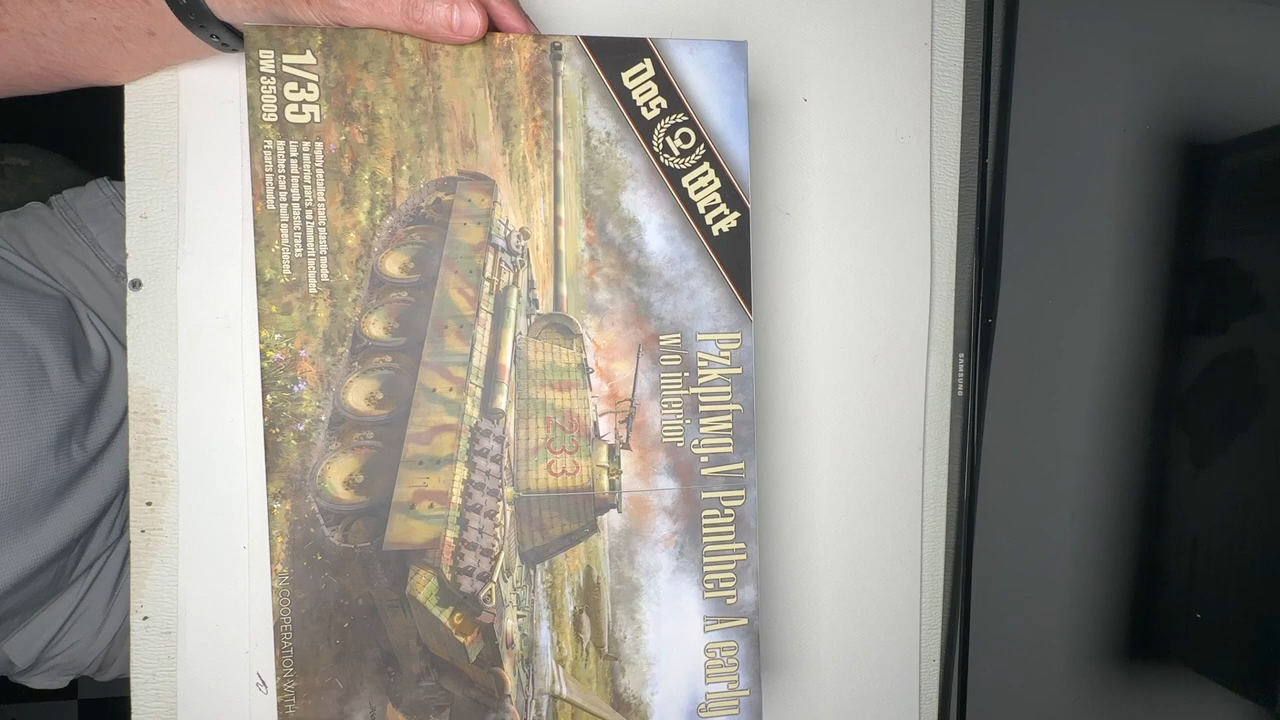 Das Werk
Pzkpfwg.V Panther A early
w/o interior
233
1/35
DW 35009
*Highly detailed static plastic model
No interior parts, no Zimmerit included
Link and length plastic tracks
Hatches can be built open/closed
PE parts included
IN COOPERATION WITH
SAMSUNG